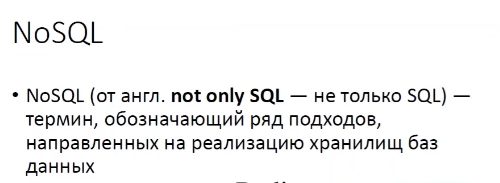 NoSQL
• NoSQL (от англ. not only SQL — не только SQL) —
термин, обозначающий ряд подходов,
направленных на реализацию хранилищ баз
данных